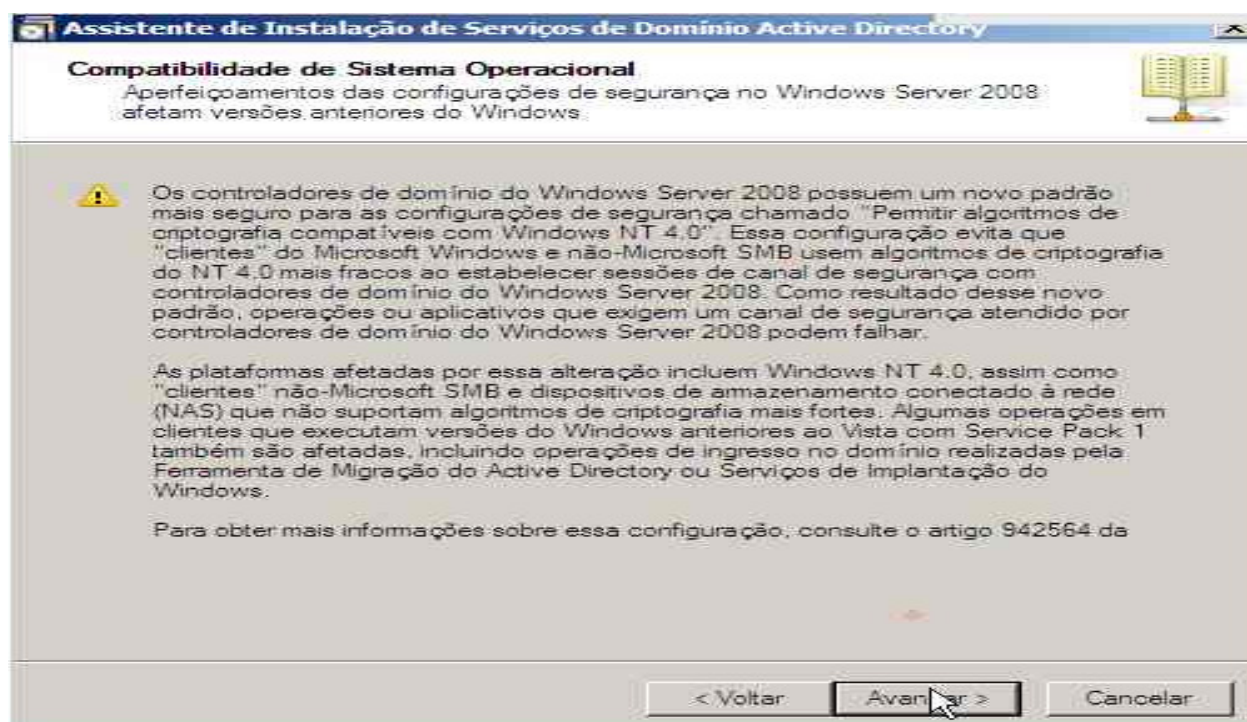 Assistente de Instalação de Serviços de Domínio Active Directory
Compatibilidade de Sistema Operacional
Aperfeiçoamentos das configurações de segurança no Windows Server 2008
afetam versões anteriores do Windows
Os controladores de domínio do Windows Server 2008 possuem um novo padrão
mais seguro para as configurações de segurança chamado "Permitir algoritmos de
criptografia compatíveis com Windows NT 4.0". Essa configuração evita que
"clientes" do Microsoft Windows e não-Microsoft SMB usem algoritmos de criptografia
do NT 4.0 mais fracos ao estabelecer sessões de canal de segurança com
controladores de domínio do Windows Server 2008. Como resultado desse novo
padrão, operações ou aplicativos que exigem um canal de segurança atendido por
controladores de domínio do Windows Server 2008 podem falhar.
As plataformas afetadas por essa alteração incluem Windows NT 4.0, assim como
"clientes" não-Microsoft SMB e dispositivos de armazenamento conectado à rede
(NAS) que não suportam algoritmos de criptografia mais fortes. Algumas operações em
clientes que executam versões do Windows anteriores ao Vista com Service Pack 1
também são afetadas, incluindo operações de ingresso no domínio realizadas pela
Ferramenta de Migração do Active Directory ou Serviços de Implantação do
Windows.
Para obter mais informações sobre essa configuração, consulte o artigo 942564 da
< Voltar
Avançar >
Cancelar